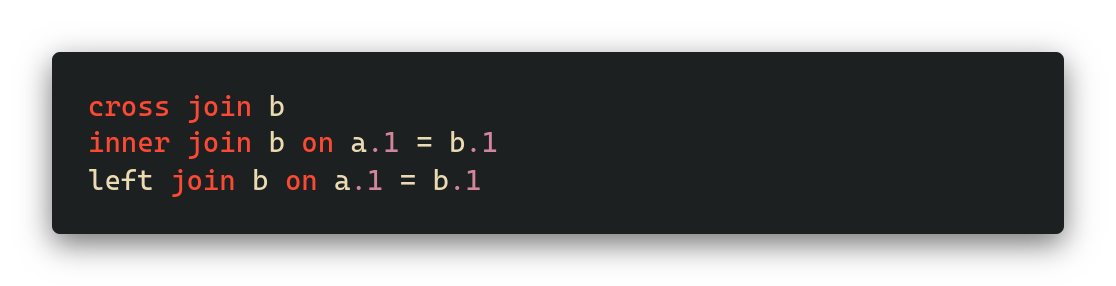 cross join b
inner join b on a.1 = b.1
left join b on a.1 = b.1